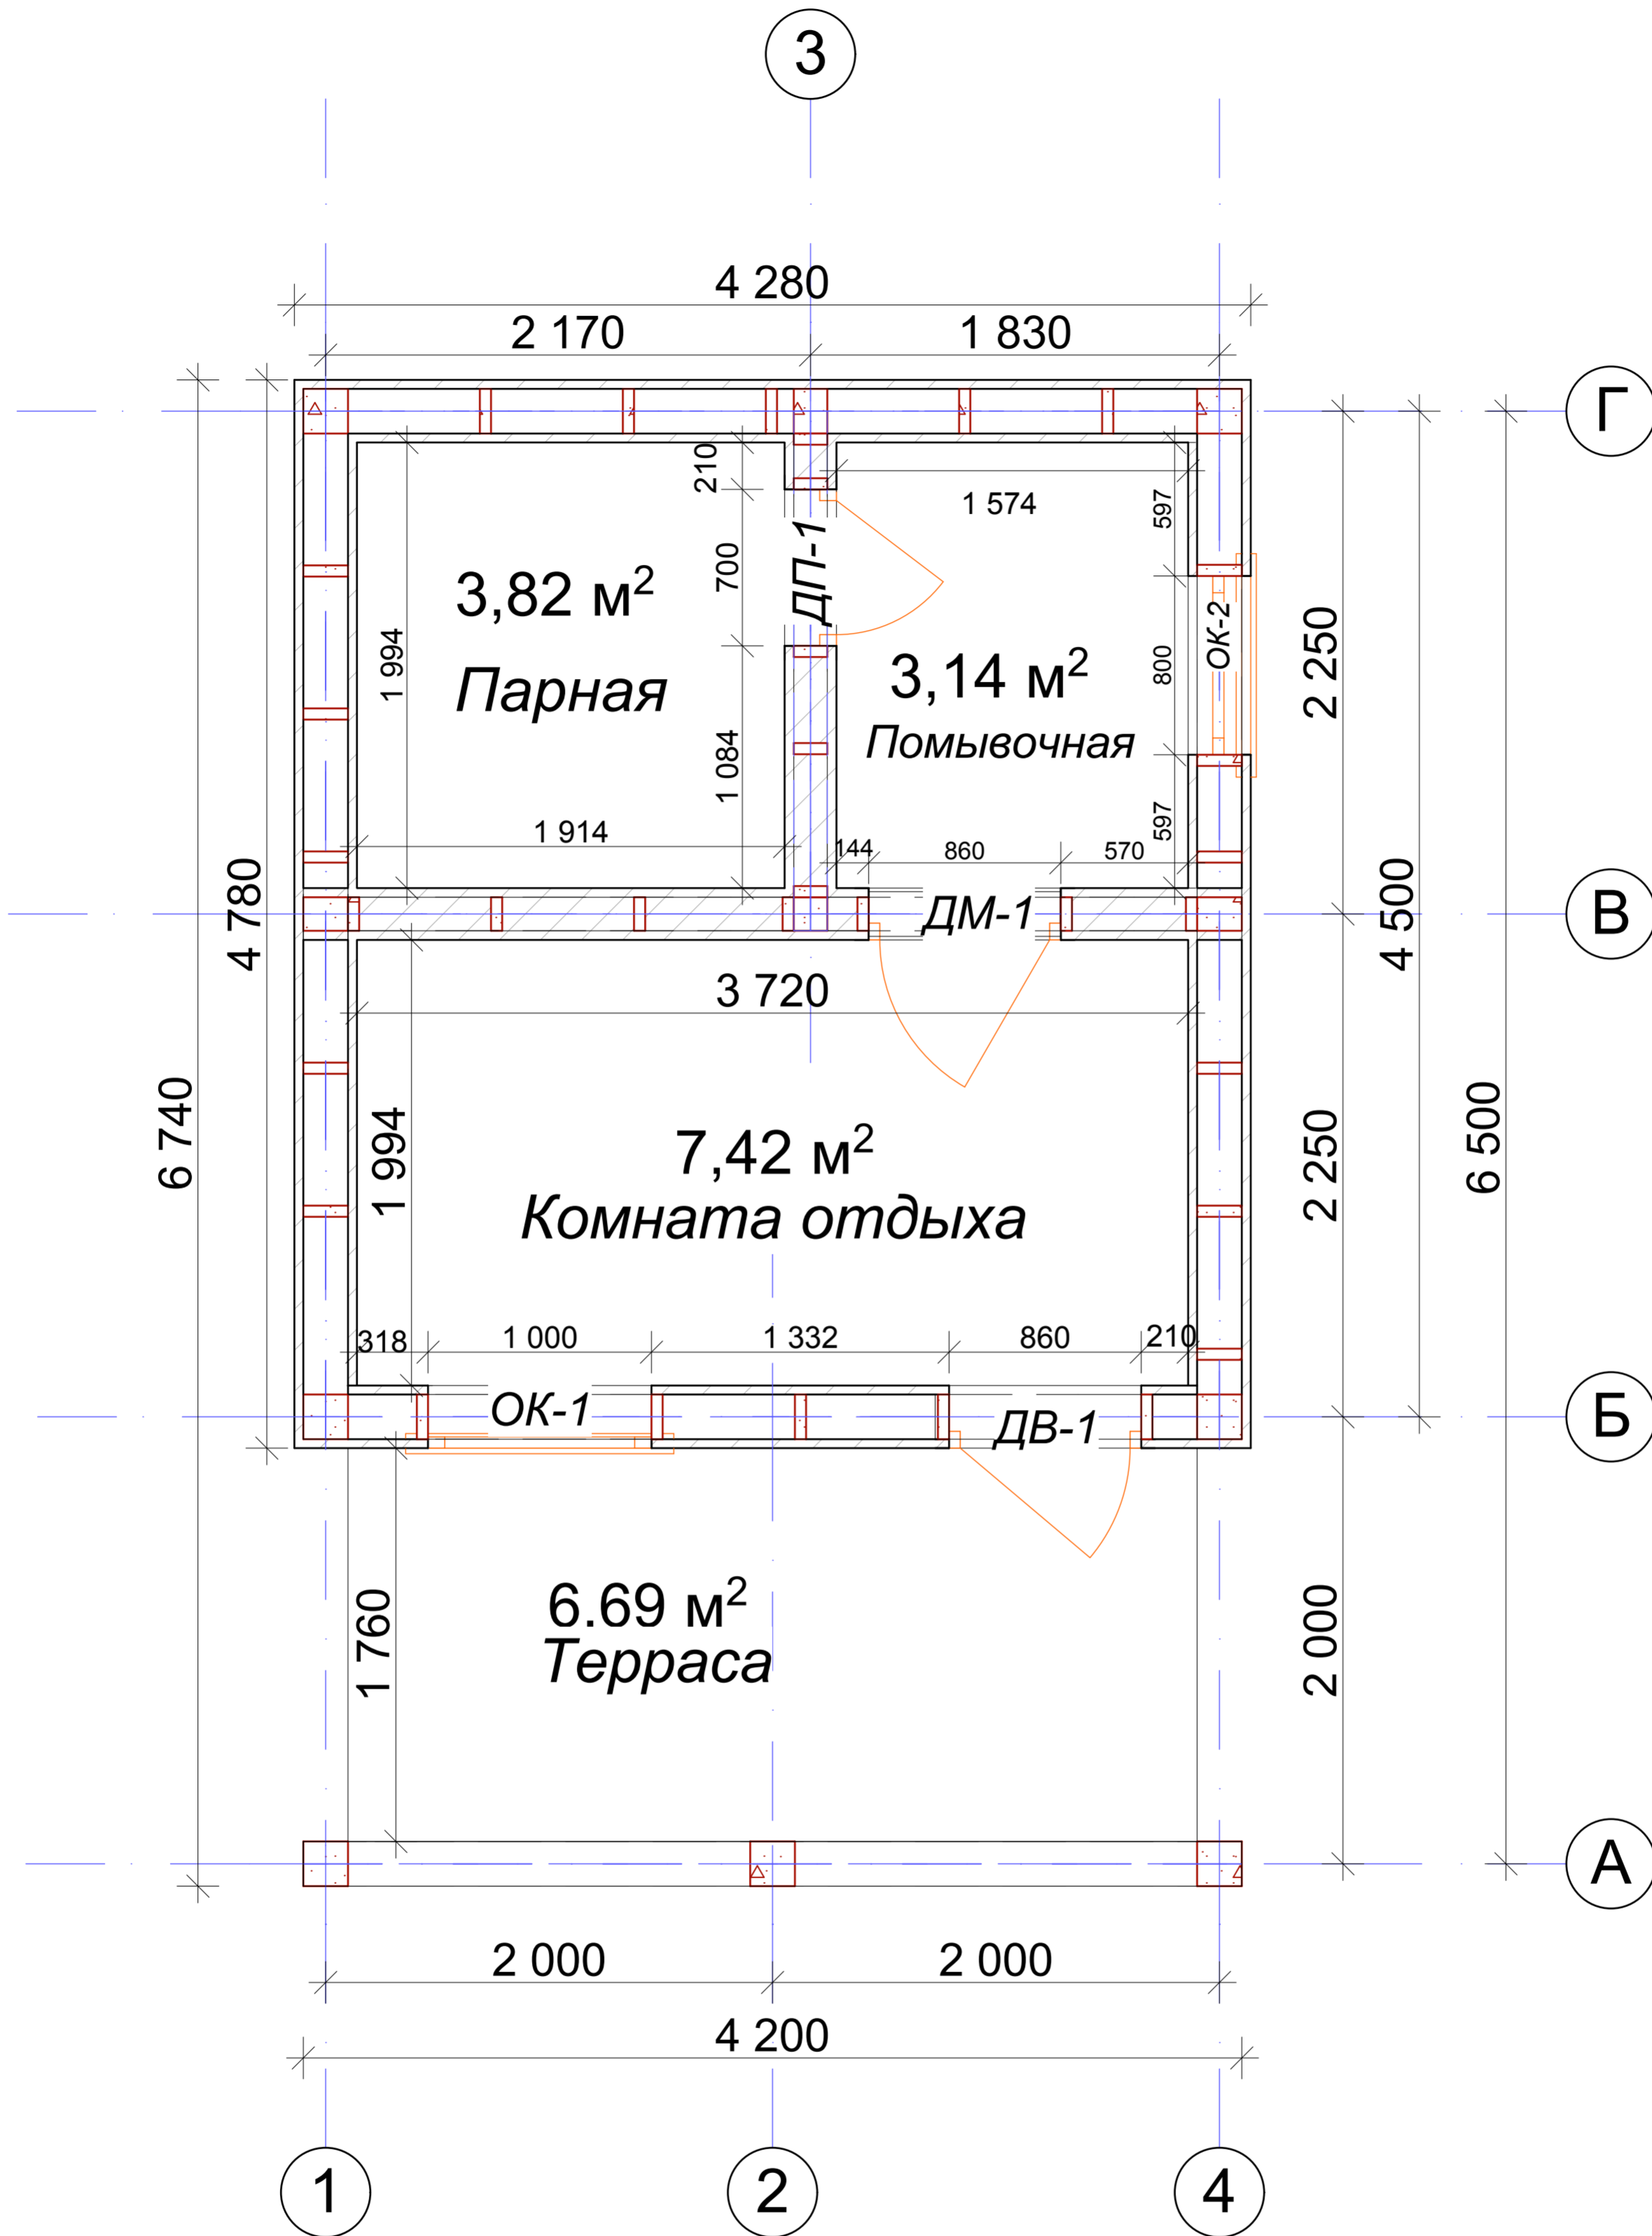 3
4 280
2 170
1 830
Г
210
1 574
597
ДП-1
700
3,82 м²
ОК-2
2 250
1 994
Парная
3,14 м²
800
Помывочная
1 084
597
1 914
144
860
570
4 780
ДМ-1
В
4 500
3 720
6 740
1 994
7,42 м²
2 250
6 500
Комната отдыха
318
1 000
1 332
860
210
ОК-1
ДВ-1
Б
1 760
6.69 м²
Терраса
2 000
А
2 000
2 000
4 200
1
2
4